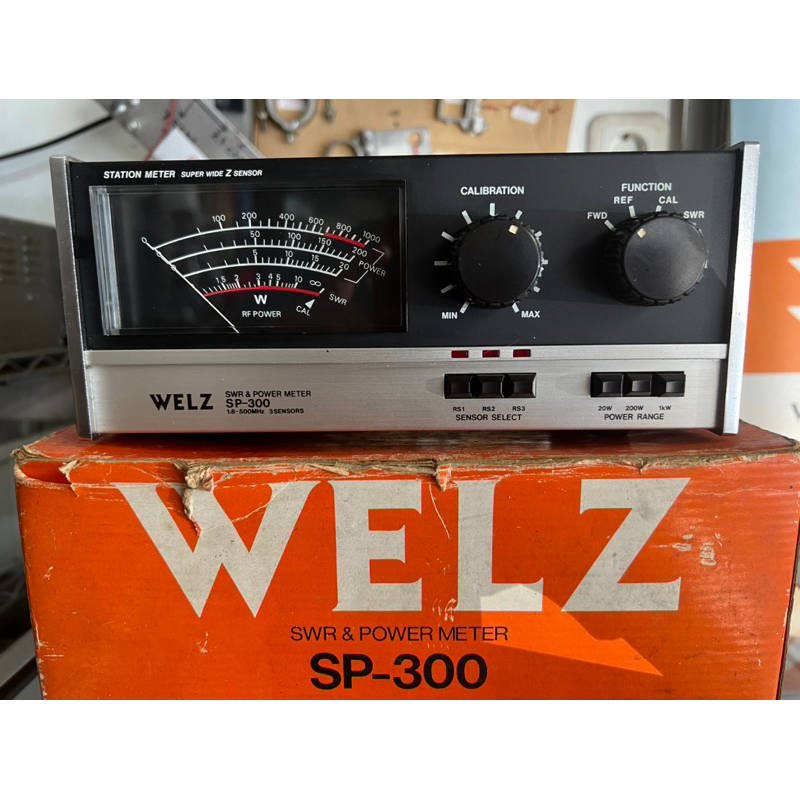 STATION METER SUPER WIDE Z SENSOR
0 100 200 400 600 800 1000
50 100 150 200
5 10 15 20
POWER
1.5 2 3 4 5 10 ∞ SWR
W
RF POWER
CAL
CALIBRATION
MIN MAX
FUNCTION
FWD REF CAL SWR
WELZ
SWR & POWER METER
SP-300
1.8-500MHz 3SENSORS
RS1 RS2 RS3
SENSOR SELECT
20W 200W 1kW
POWER RANGE
WELZ
SWR & POWER METER
SP-300